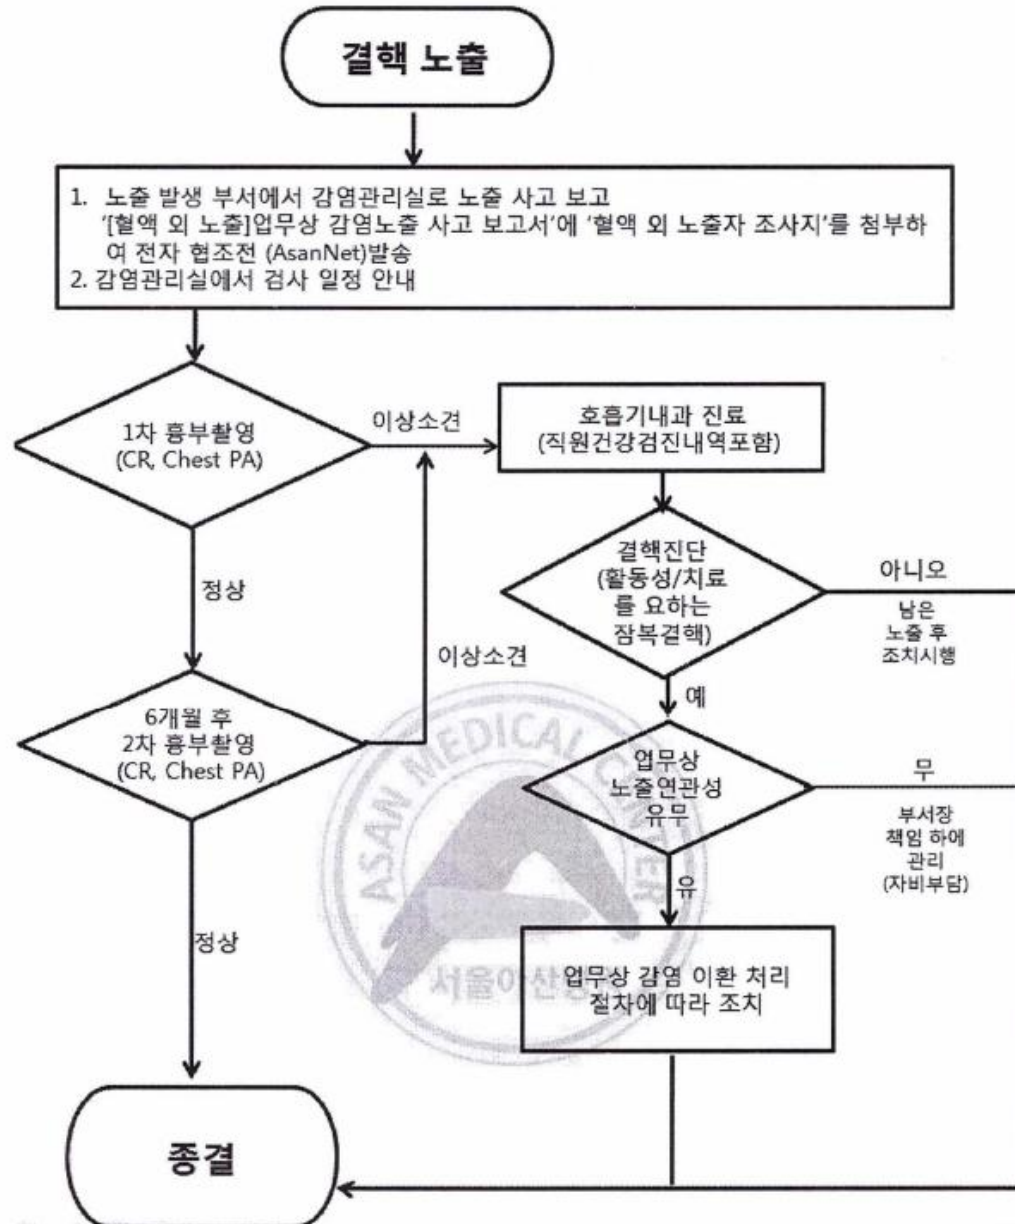 결핵 노출
1. 노출 발생 부서에서 감염관리실로 노출 사고 보고
'[혈액 외 노출]업무상 감염노출 사고 보고서'에 '혈액 외 노출자 조사지'를 첨부하
여 전자 협조전 (AsanNet)발송
2. 감염관리실에서 검사 일정 안내
1차 흉부촬영
(CR, Chest PA)
이상소견
호흡기내과 진료
(직원건강검진내역포함)
정상
결핵진단
(활동성/치료
를 요하는
잠복결핵)
아니오
남은
노출 후
조치시행
이상소견
예
6개월 후
2차 흉부촬영
(CR, Chest PA)
업무상
노출연관성
유무
무
부서장
책임 하에
관리
(자비부담)
유
정상
업무상 감염 이환 처리
절차에 따라 조치
종결
ASAN MEDICAL CENTER
서울아산병원